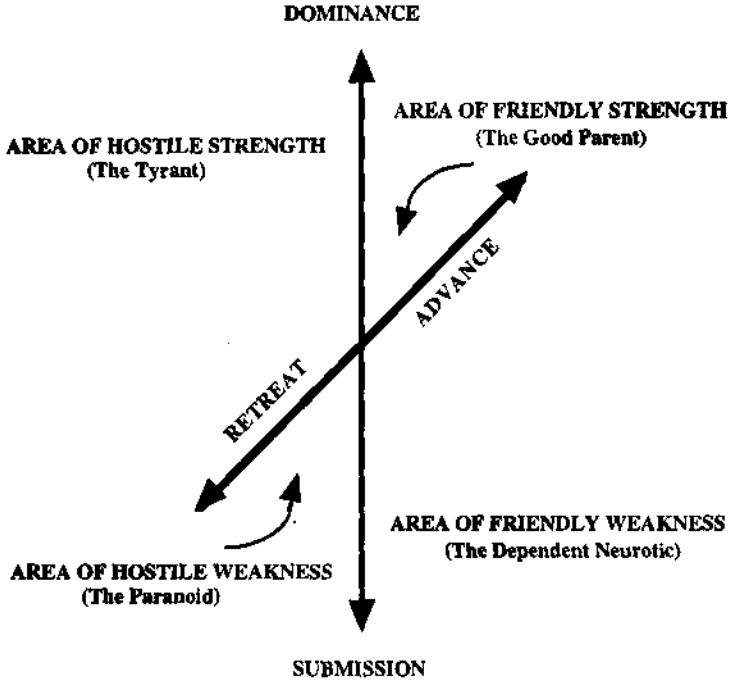 DOMINANCE
AREA OF FRIENDLY STRENGTH
(The Good Parent)
AREA OF HOSTILE STRENGTH
(The Tyrant)
ADVANCE
RETREAT
AREA OF FRIENDLY WEAKNESS
(The Dependent Neurotic)
AREA OF HOSTILE WEAKNESS
(The Paranoid)
SUBMISSION